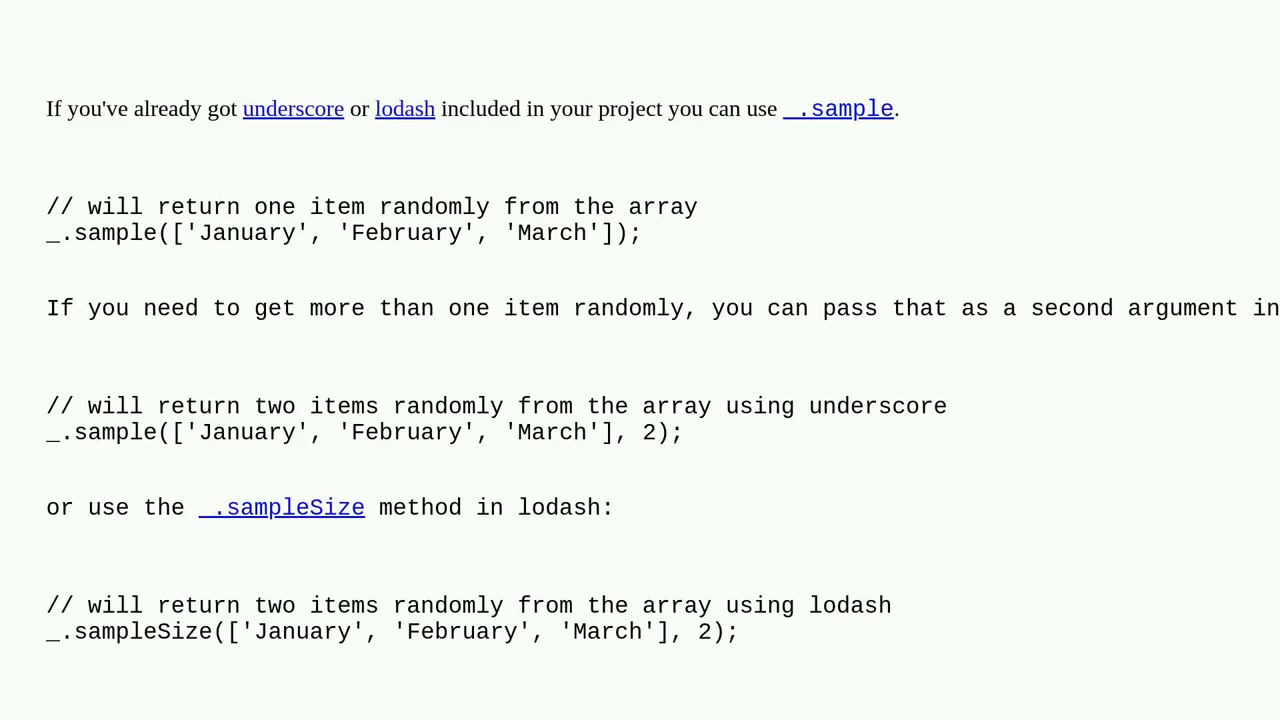 If you've already got underscore or lodash included in your project you can use _.sample.
// will return one item randomly from the array
_.sample(['January', 'February', 'March']);
If you need to get more than one item randomly, you can pass that as a second argument in
// will return two items randomly from the array using underscore
_.sample(['January', 'February', 'March'], 2);
or use the _.sampleSize method in lodash:
// will return two items randomly from the array using lodash
_.sampleSize(['January', 'February', 'March'], 2);